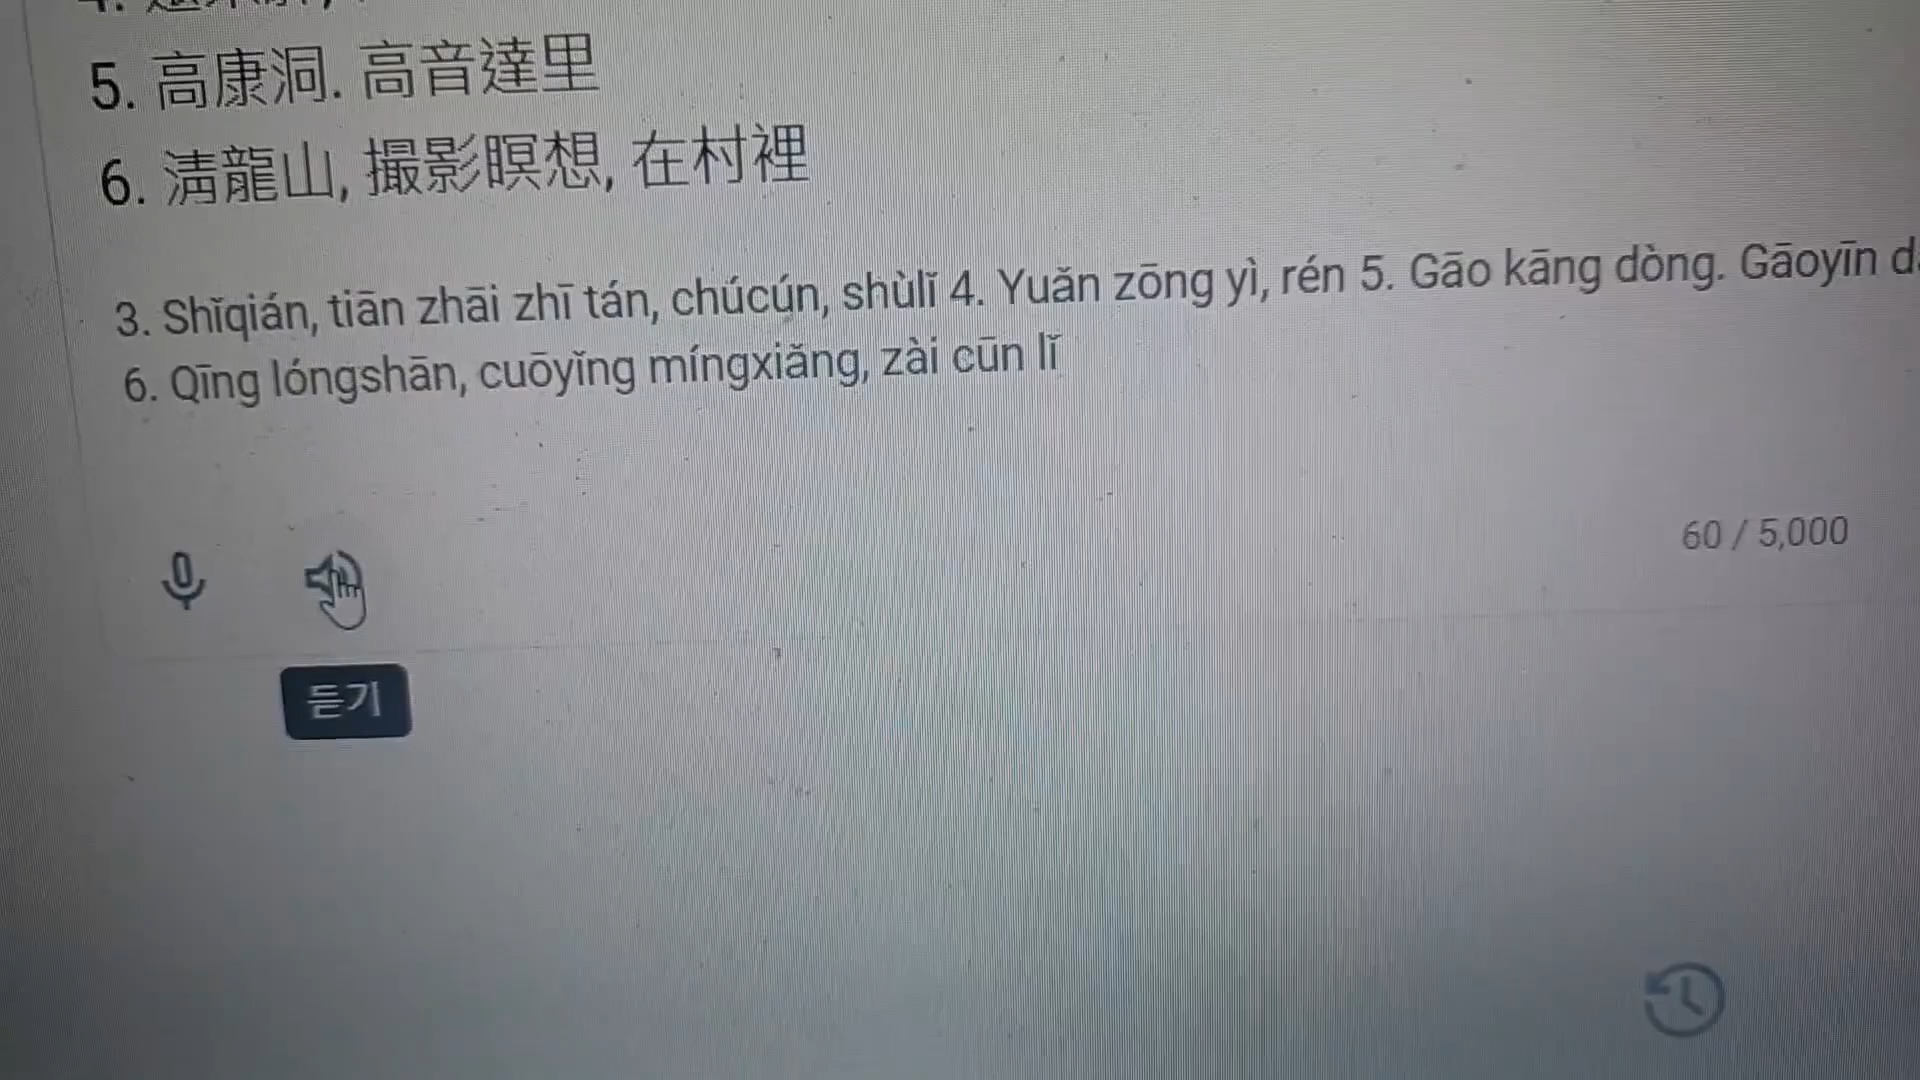 5. 高康洞. 高音達里
6. 淸龍山, 撮影瞑想, 在村裡
3. Shǐqián, tiān zhāi zhī tán, chúcún, shùlǐ 4. Yuǎn zōng yì, rén 5. Gāo kāng dòng. Gāoyīn
6. Qīng lóngshān, cuōyǐng míngxiǎng, zài cūn lǐ
60 / 5,000
듣기